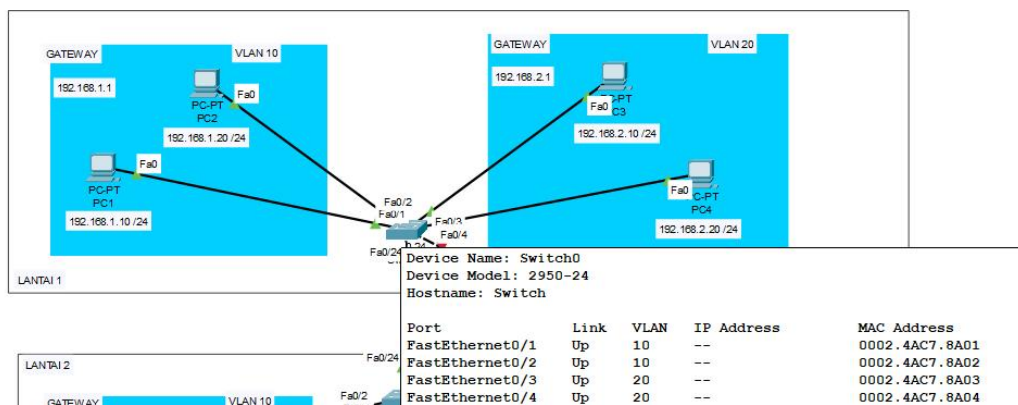 GATEWAY
VLAN 10
192.168.1.1
Fa0
PC-PT
PC2
192.168.1.20 /24
Fa0
PC-PT
PC1
192.168.1.10 /24
GATEWAY
VLAN 20
192.168.2.1
Fa0
192.168.2.10 /24
Fa0
PC4
192.168.2.20 /24
Fa0/2
Fa0/1
Fa0/3
Fa0/4
Fa0/24
LANTAI 1
Device Name: Switch0
Device Model: 2950-24
Hostname: Switch
Port Link VLAN IP Address MAC Address
FastEthernet0/1 Up 10 -- 0002.4AC7.8A01
FastEthernet0/2 Up 10 -- 0002.4AC7.8A02
FastEthernet0/3 Up 20 -- 0002.4AC7.8A03
FastEthernet0/4 Up 20 -- 0002.4AC7.8A04
LANTAI 2
Fa0/24
GATEWAY
VLAN 10
Fa0/2